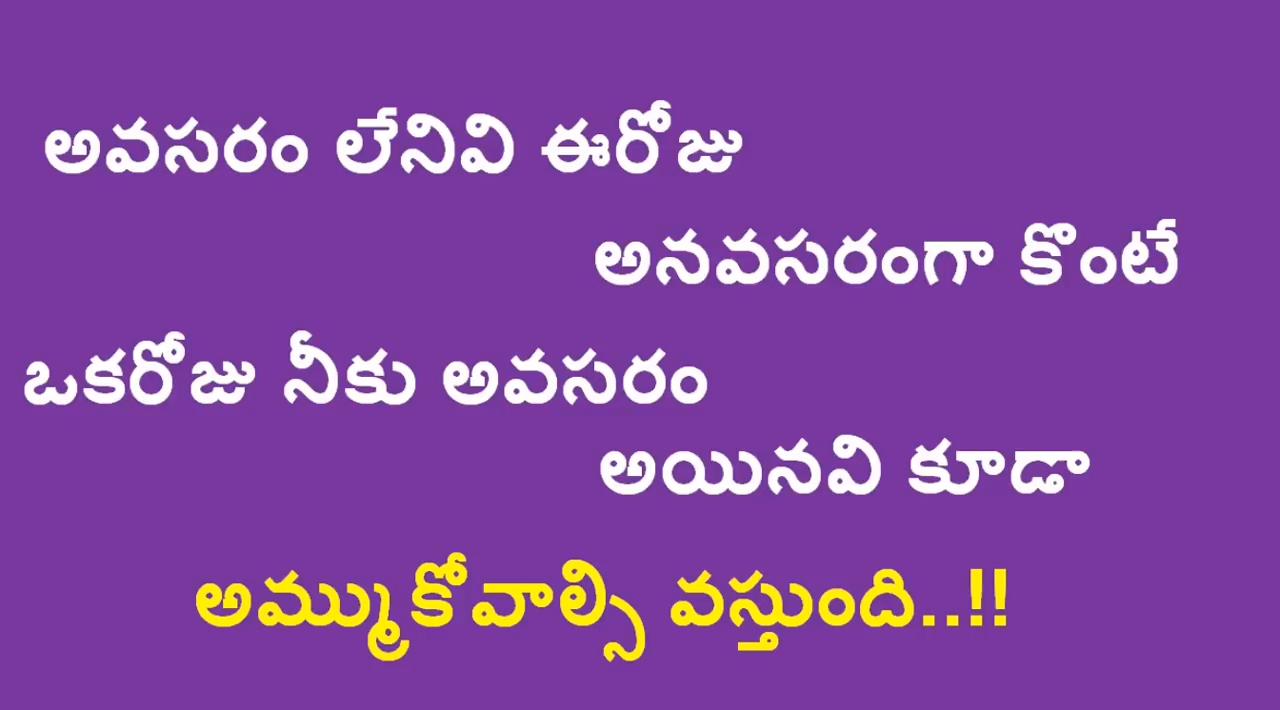 అవసరం లేనివి ఈరోజు
అనవసరంగా కొంటే
ఒకరోజు నీకు అవసరం
అయినవి కూడా
అమ్ముకోవాల్సి వస్తుంది..!!